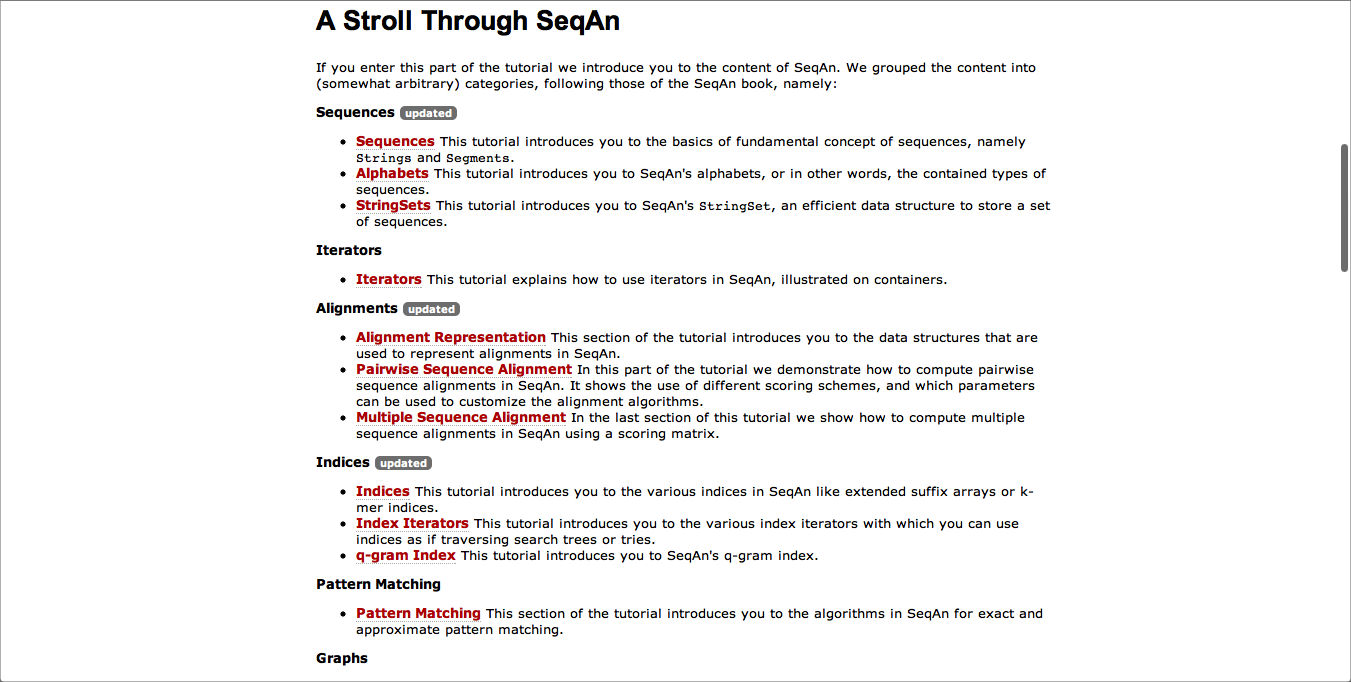 A Stroll Through SeqAn
If you enter this part of the tutorial we introduce you to the content of SeqAn. We grouped the content into
(somewhat arbitrary) categories, following those of the SeqAn book, namely:
Sequences updated
• Sequences This tutorial introduces you to the basics of fundamental concept of sequences, namely
Strings and Segments.
• Alphabets This tutorial introduces you to SeqAn's alphabets, or in other words, the contained types of
sequences.
• StringSets This tutorial introduces you to SeqAn's StringSet, an efficient data structure to store a set
of sequences.
Iterators
• Iterators This tutorial explains how to use iterators in SeqAn, illustrated on containers.
Alignments updated
• Alignment Representation This section of the tutorial introduces you to the data structures that are
used to represent alignments in SeqAn.
• Pairwise Sequence Alignment In this part of the tutorial we demonstrate how to compute pairwise
sequence alignments in SeqAn. It shows the use of different scoring schemes, and which parameters
can be used to customize the alignment algorithms.
• Multiple Sequence Alignment In the last section of this tutorial we show how to compute multiple
sequence alignments in SeqAn using a scoring matrix.
Indices updated
• Indices This tutorial introduces you to the various indices in SeqAn like extended suffix arrays or k-
mer indices.
• Index Iterators This tutorial introduces you to the various index iterators with which you can use
indices as if traversing search trees or tries.
• q-gram Index This tutorial introduces you to SeqAn's q-gram index.
Pattern Matching
• Pattern Matching This section of the tutorial introduces you to the algorithms in SeqAn for exact and
approximate pattern matching.
Graphs